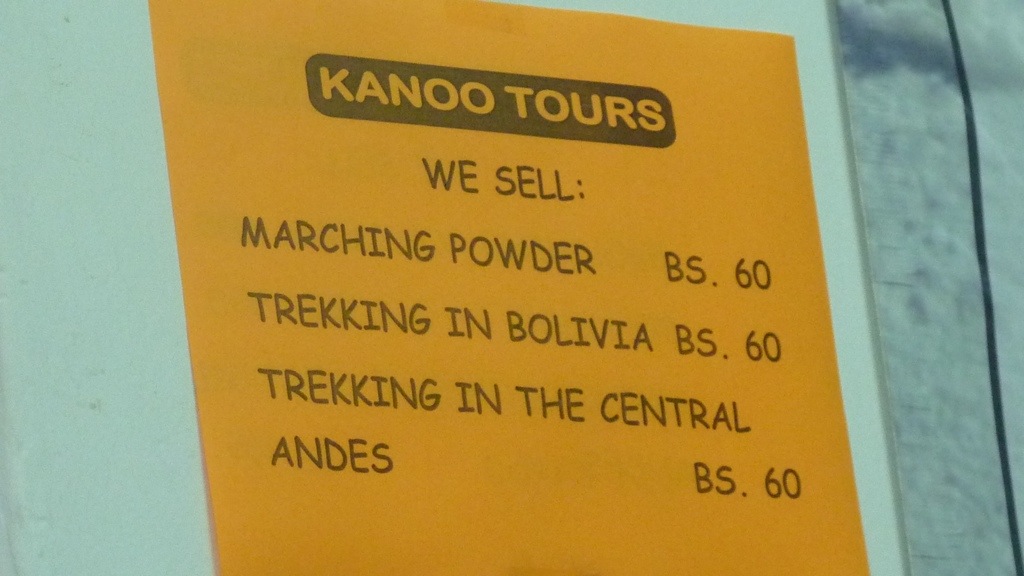 KANOO TOURS
WE SELL:
MARCHING POWDER BS. 60
TREKKING IN BOLIVIA BS. 60
TREKKING IN THE CENTRAL
ANDES BS. 60